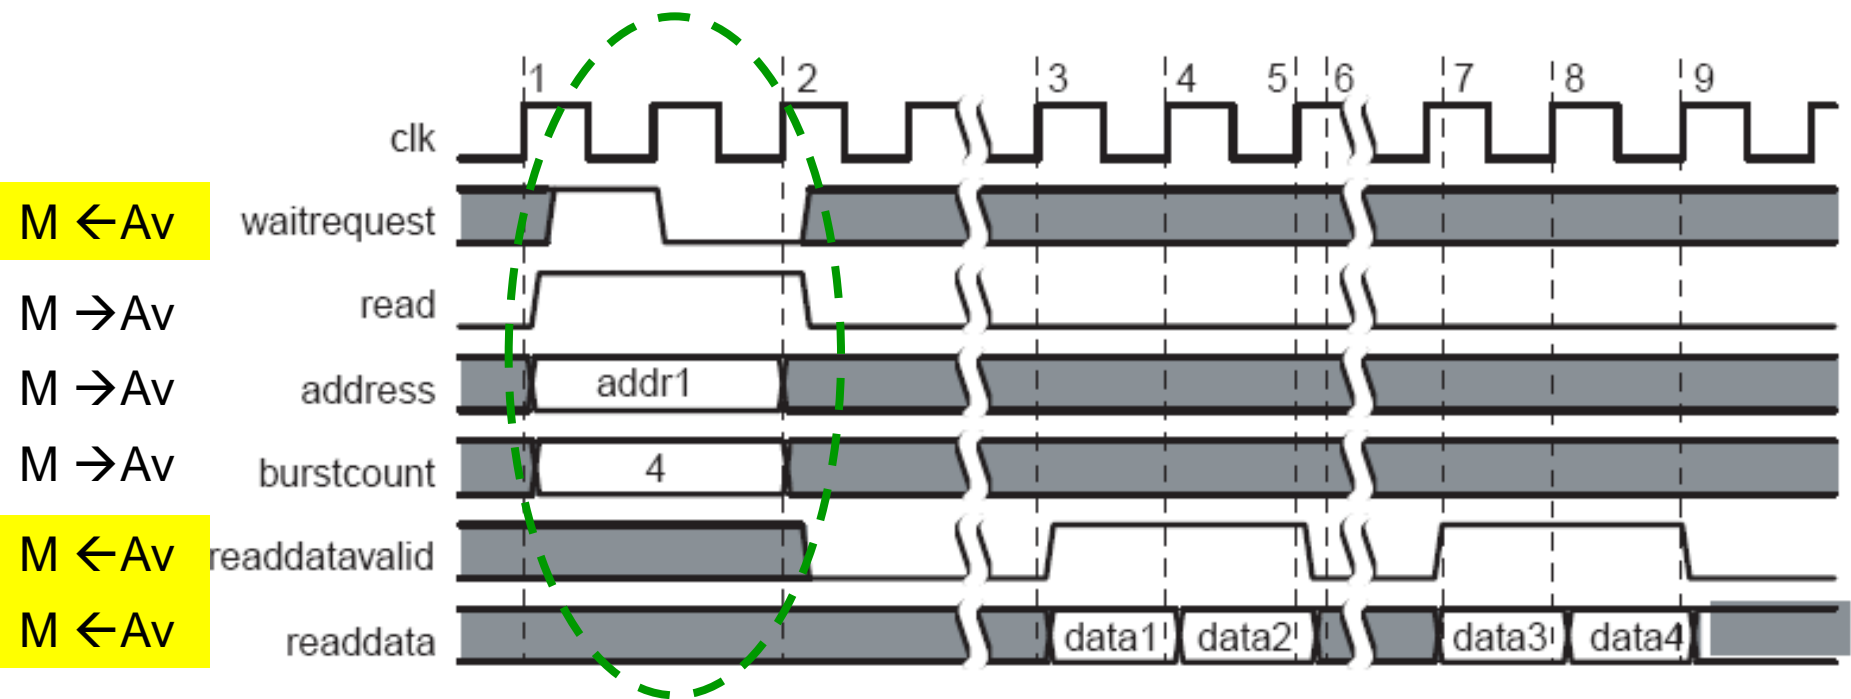 1 2 3 4 5 6 7 8 9
clk
M ←Av waitrequest
M →Av read
M →Av address addr1
M →Av burstcount 4
M ←Av readdatavalid
M ←Av readdata data1 data2 data3 data4